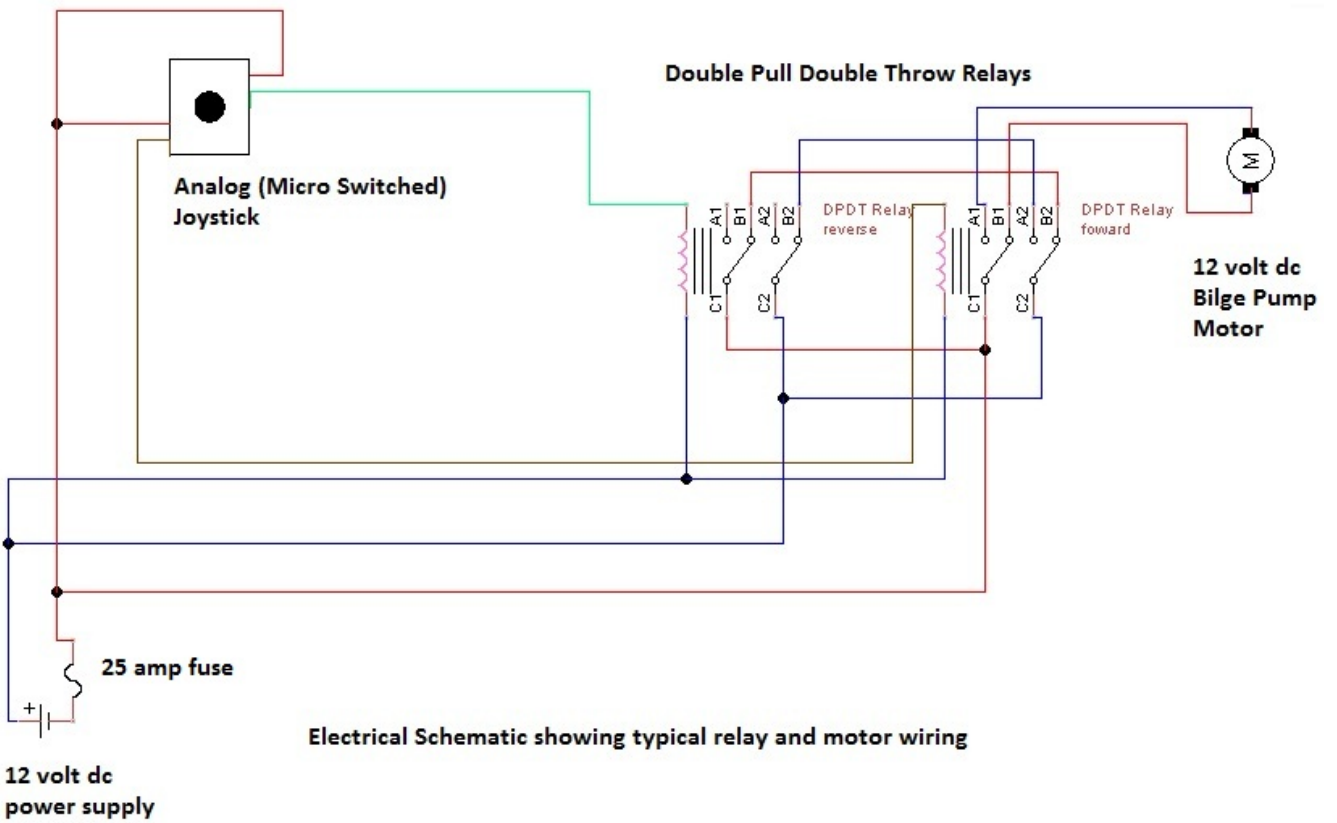 Double Pull Double Throw Relays
Analog (Micro Switched)
Joystick
A1
B1
A2
B2
C1
C2
DPDT Relay
reverse
A1
B1
A2
B2
C1
C2
DPDT Relay
foward
M
12 volt dc
Bilge Pump
Motor
25 amp fuse
+
Electrical Schematic showing typical relay and motor wiring
12 volt dc
power supply